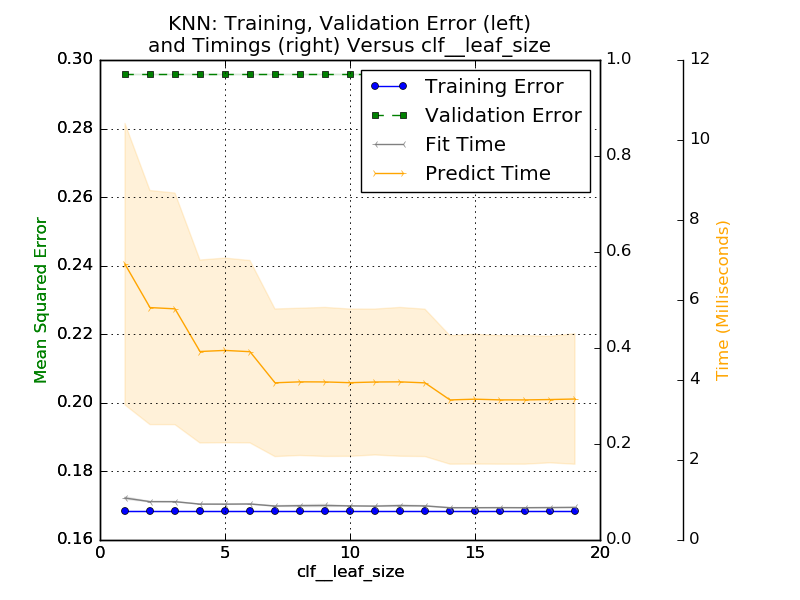 KNN: Training, Validation Error (left)
and Timings (right) Versus clf__leaf_size
Training Error
Validation Error
Fit Time
Predict Time
Mean Squared Error
0.30
0.28
0.26
0.24
0.22
0.20
0.18
0.16
0 5 10 15 20
clf__leaf_size
1.0
0.8
0.6
0.4
0.2
0.0
12
10
8
6
4
2
0
Time (Milliseconds)